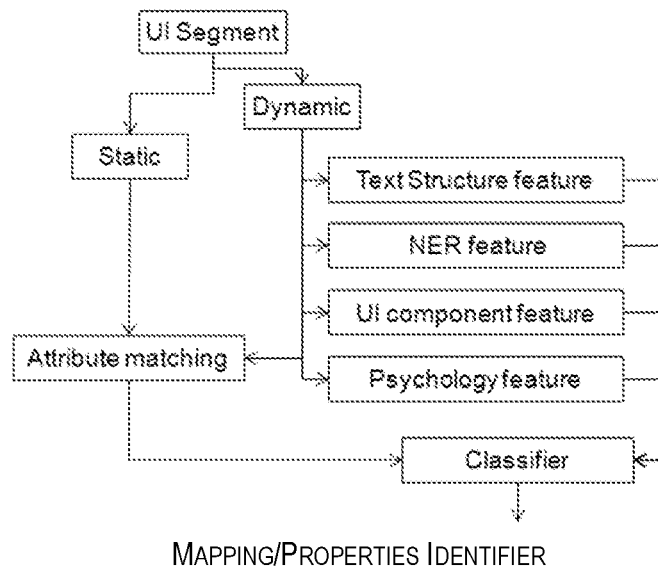 UI Segment
Dynamic
Static
Text Structure feature
NER feature
UI component feature
Attribute matching
Psychology feature
Classifier
MAPPING/PROPERTIES IDENTIFIER